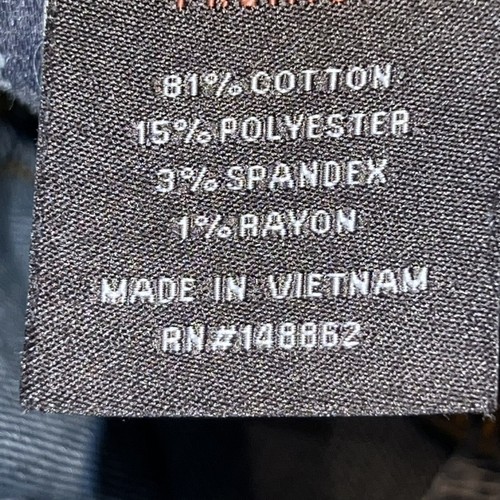 81% COTTON
15% POLYESTER
3% SPANDEX
1% RAYON
MADE IN VIETNAM
RN#148862